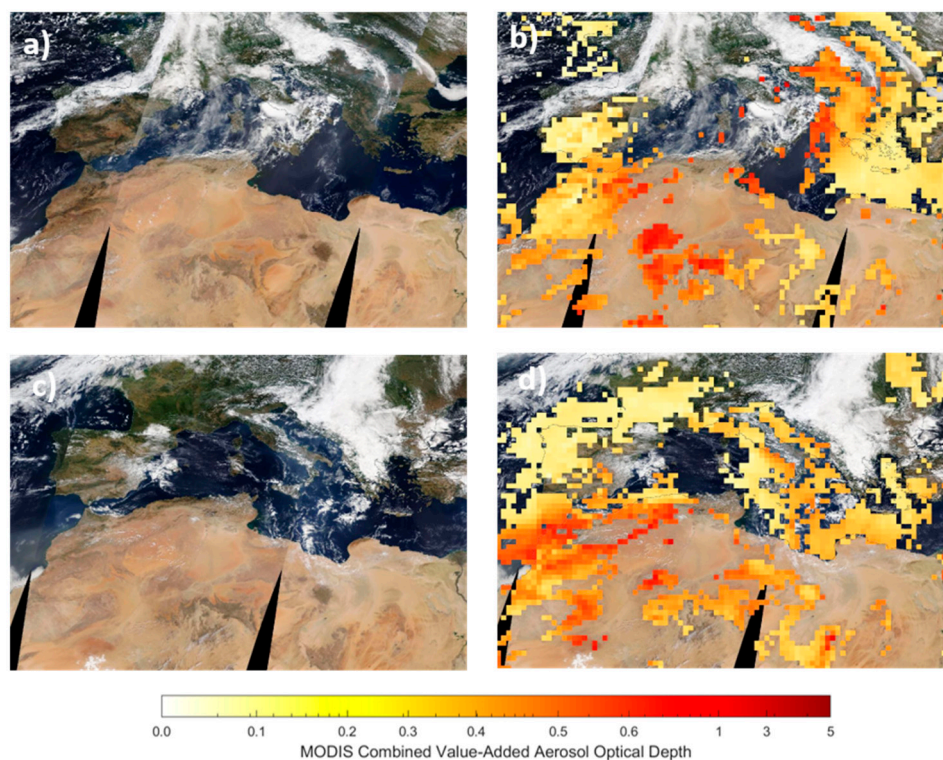 a)
b)
c)
d)
0.0 0.1 0.2 0.3 0.4 0.5 0.6 1 3 5
MODIS Combined Value-Added Aerosol Optical Depth